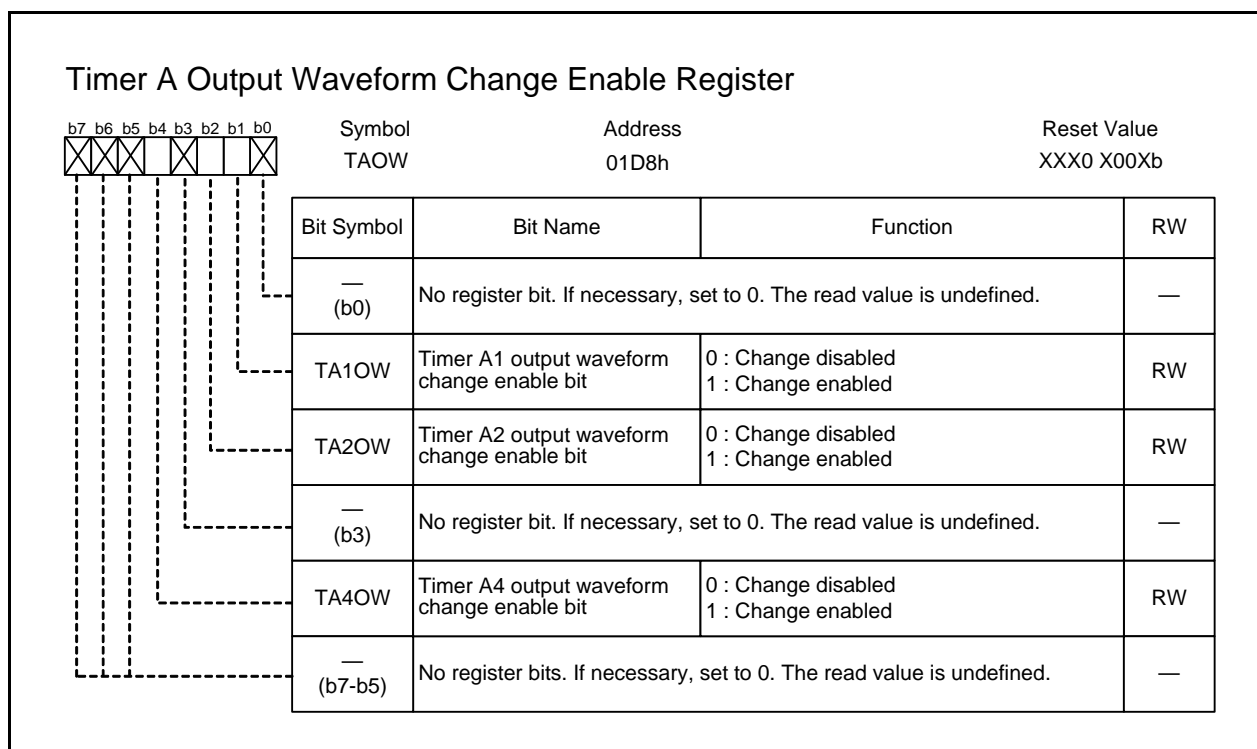 Timer A Output Waveform Change Enable Register
b7 b6 b5 b4 b3 b2 b1 b0
Symbol Address Reset Value
TAOW 01D8h XXX0 X00Xb
Bit Symbol Bit Name Function RW
—
(b0)
No register bit. If necessary, set to 0. The read value is undefined. —
TA1OW
Timer A1 output waveform
change enable bit
0 : Change disabled
1 : Change enabled
RW
TA2OW
Timer A2 output waveform
change enable bit
0 : Change disabled
1 : Change enabled
RW
—
(b3)
No register bit. If necessary, set to 0. The read value is undefined. —
TA4OW
Timer A4 output waveform
change enable bit
0 : Change disabled
1 : Change enabled
RW
—
(b7-b5)
No register bits. If necessary, set to 0. The read value is undefined. —